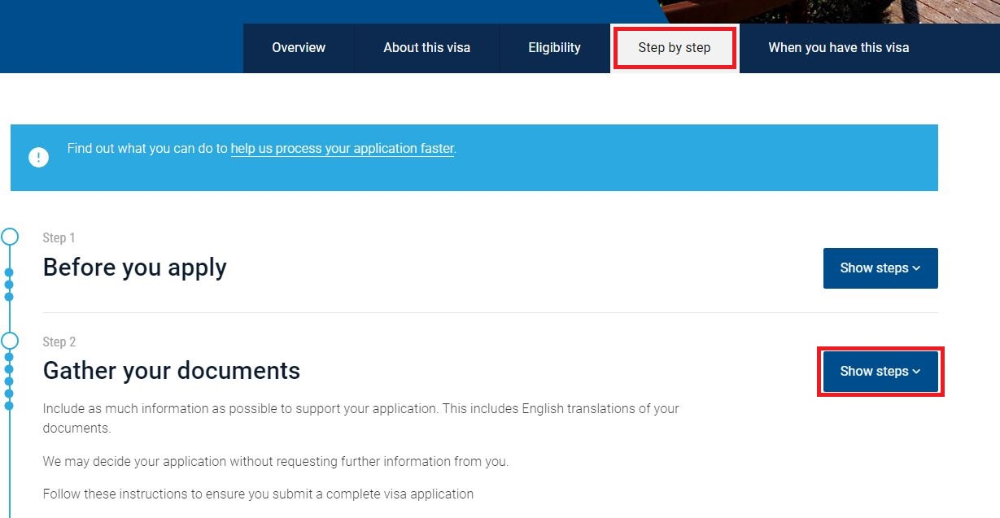 Overview
About this visa
Eligibility
Step by step
When you have this visa
Find out what you can do to help us process your application faster.
Step 1
Before you apply
Show steps
Step 2
Gather your documents
Show steps
Include as much information as possible to support your application. This includes English translations of your
documents.
We may decide your application without requesting further information from you.
Follow these instructions to ensure you submit a complete visa application